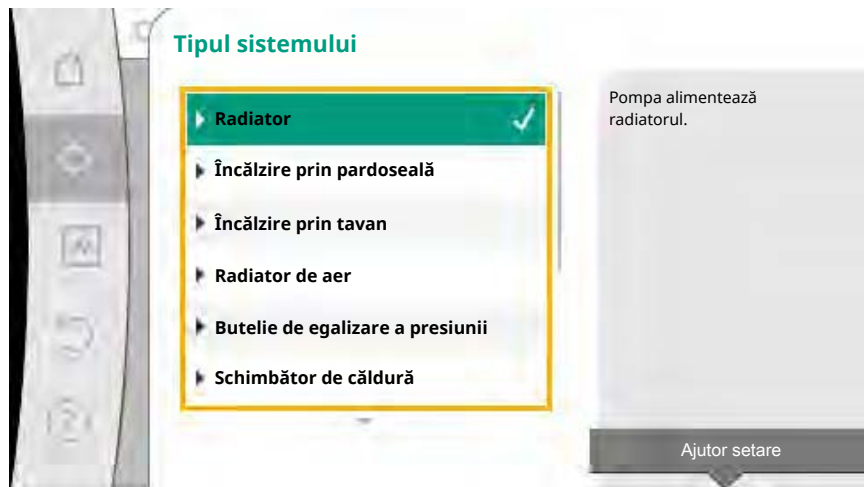 Tipul sistemului
Radiator
Încălzire prin pardoseală
Încălzire prin tavan
Radiator de aer
Butelie de egalizare a presiunii
Schimbător de căldură
Pompa alimentează
radiatorul.
Ajutor setare